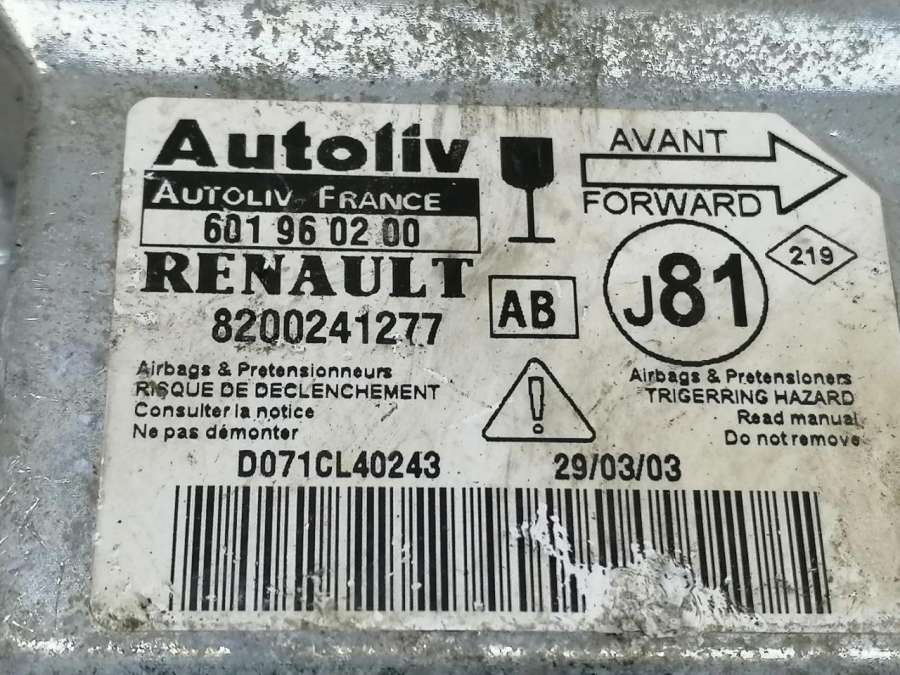 Autoliv
AUTOLIV FRANCE
601 96 02 00
RENAULT
8200241277
AVANT
FORWARD
219
J81
AB
Airbags & Pretensionneurs
RISQUE DE DECLENCHEMENT
Consulter la notice
Ne pas démonter
Airbags & Pretensioners
TRIGERRING HAZARD
Read manual
Do not remove
D071CL40243
29/03/03